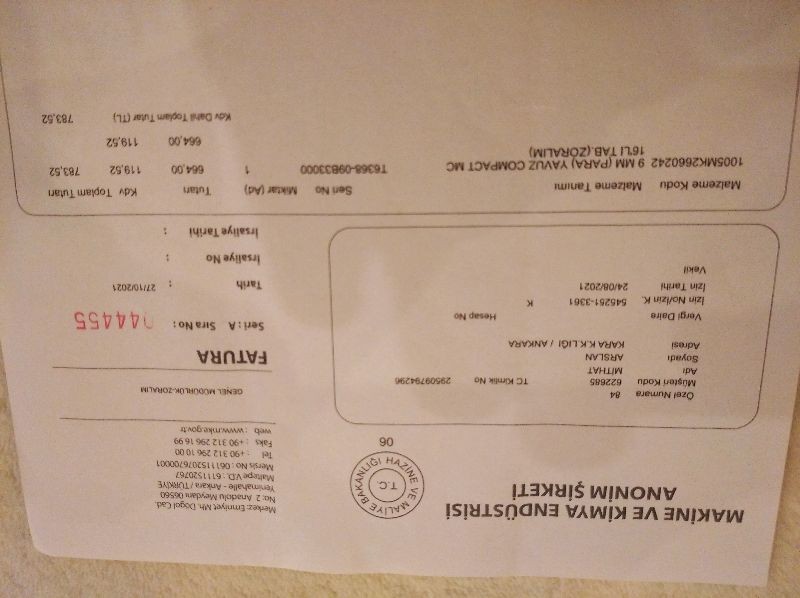 MAKİNE VE KİMYA ENDÜSTRİSİ
ANONİM ŞİRKETİ
T.C.
HAZİNE VE MALİYE BAKANLIĞI
06
Merkez: Emniyet Mh. Döğol Cad.
No: 2 Anadolu Meydanı 06560
Yenimahalle - Ankara / TÜRKİYE
Maltepe V.D. : 6111520767
Mersis No : 0611152076700001
Tel : +90 312 296 10 00
Faks : +90 312 296 16 99
web : www.mke.gov.tr
GENEL MÜDÜRLÜK-ZORALIM
FATURA
Seri : A Sıra No : 044455
Tarih : 27/10/2021
İrsaliye No :
İrsaliye Tarihi :
Özel Numara 84
Müşteri Kodu 622685 TC Kimlik No 29509794296
Adı MİTHAT
Soyadı ARSLAN
Adresi KARA.K.K.LIĞI / ANKARA
Vergi Daire Hesap No
İzin No/İzin K. 545251-3361 K
İzin Tarihi 24/08/2021
Vekil
Malzeme Kodu Malzeme Tanımı Seri No Miktar (Ad) Tutarı Kdv Toplam Tutarı
1005MK2660242 9 MM (PARA) YAVUZ COMPACT MC T6368-09B33000 1 664,00 119,52 783,52
16'LI TAB.(ZORALIM)
664,00 119,52
Kdv Dahil Toplam Tutar (TL) 783,52